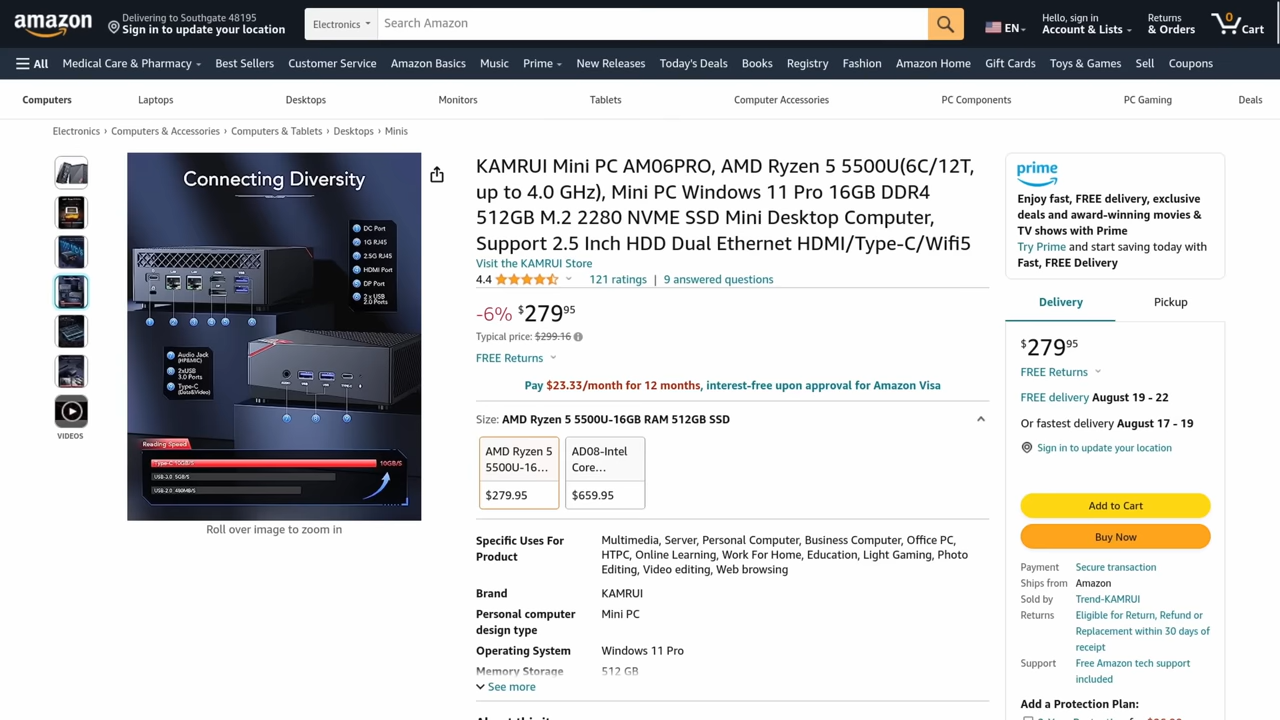 amazon
Delivering to Southgate 48195
Sign in to update your location
Electronics
Search Amazon
EN
Hello, sign in
Account & Lists
Returns
& Orders
0
Cart
All
Medical Care & Pharmacy
Best Sellers
Customer Service
Amazon Basics
Music
Prime
New Releases
Today's Deals
Books
Registry
Fashion
Amazon Home
Gift Cards
Toys & Games
Sell
Coupons
Computers
Laptops
Desktops
Monitors
Tablets
Computer Accessories
PC Components
PC Gaming
Deals
Electronics › Computers & Accessories › Computers & Tablets › Desktops › Minis
Connecting Diversity
DC Port
1G RJ45
2.5G RJ45
HDMI Port
DP Port
2 x USB
2.0 Ports
Audio Jack
(HP&MIC)
2xUSB
3.0 Ports
Type-C
(Data&Video)
Reading Speed
Type-C 10GB/S
10GB/S
USB-3.0 5GB/S
USB-2.0 480MB/S
Roll over image to zoom in
VIDEOS
KAMRUI Mini PC AM06PRO, AMD Ryzen 5 5500U(6C/12T,
up to 4.0 GHz), Mini PC Windows 11 Pro 16GB DDR4
512GB M.2 2280 NVME SSD Mini Desktop Computer,
Support 2.5 Inch HDD Dual Ethernet HDMI/Type-C/Wifi5
Visit the KAMRUI Store
4.4
121 ratings | 9 answered questions
-6% $279 95
Typical price: $299.16
FREE Returns
Pay $23.33/month for 12 months, interest-free upon approval for Amazon Visa
Size: AMD Ryzen 5 5500U-16GB RAM 512GB SSD
AMD Ryzen 5
5500U-16...
$279.95
AD08-Intel
Core...
$659.95
Specific Uses For
Product
Multimedia, Server, Personal Computer, Business Computer, Office PC,
HTPC, Online Learning, Work For Home, Education, Light Gaming, Photo
Editing, Video editing, Web browsing
Brand
KAMRUI
Personal computer
design type
Mini PC
Operating System
Windows 11 Pro
Memory Storage
512 GB
See more
prime
Enjoy fast, FREE delivery, exclusive
deals and award-winning movies &
TV shows with Prime
Try Prime and start saving today with
Fast, FREE Delivery
Delivery
Pickup
$279 95
FREE Returns
FREE delivery August 19 - 22
Or fastest delivery August 17 - 19
Sign in to update your location
Add to Cart
Buy Now
Payment
Secure transaction
Ships from
Amazon
Sold by
Trend-KAMRUI
Returns
Eligible for Return, Refund or
Replacement within 30 days of
receipt
Support
Free Amazon tech support
included
Add a Protection Plan: